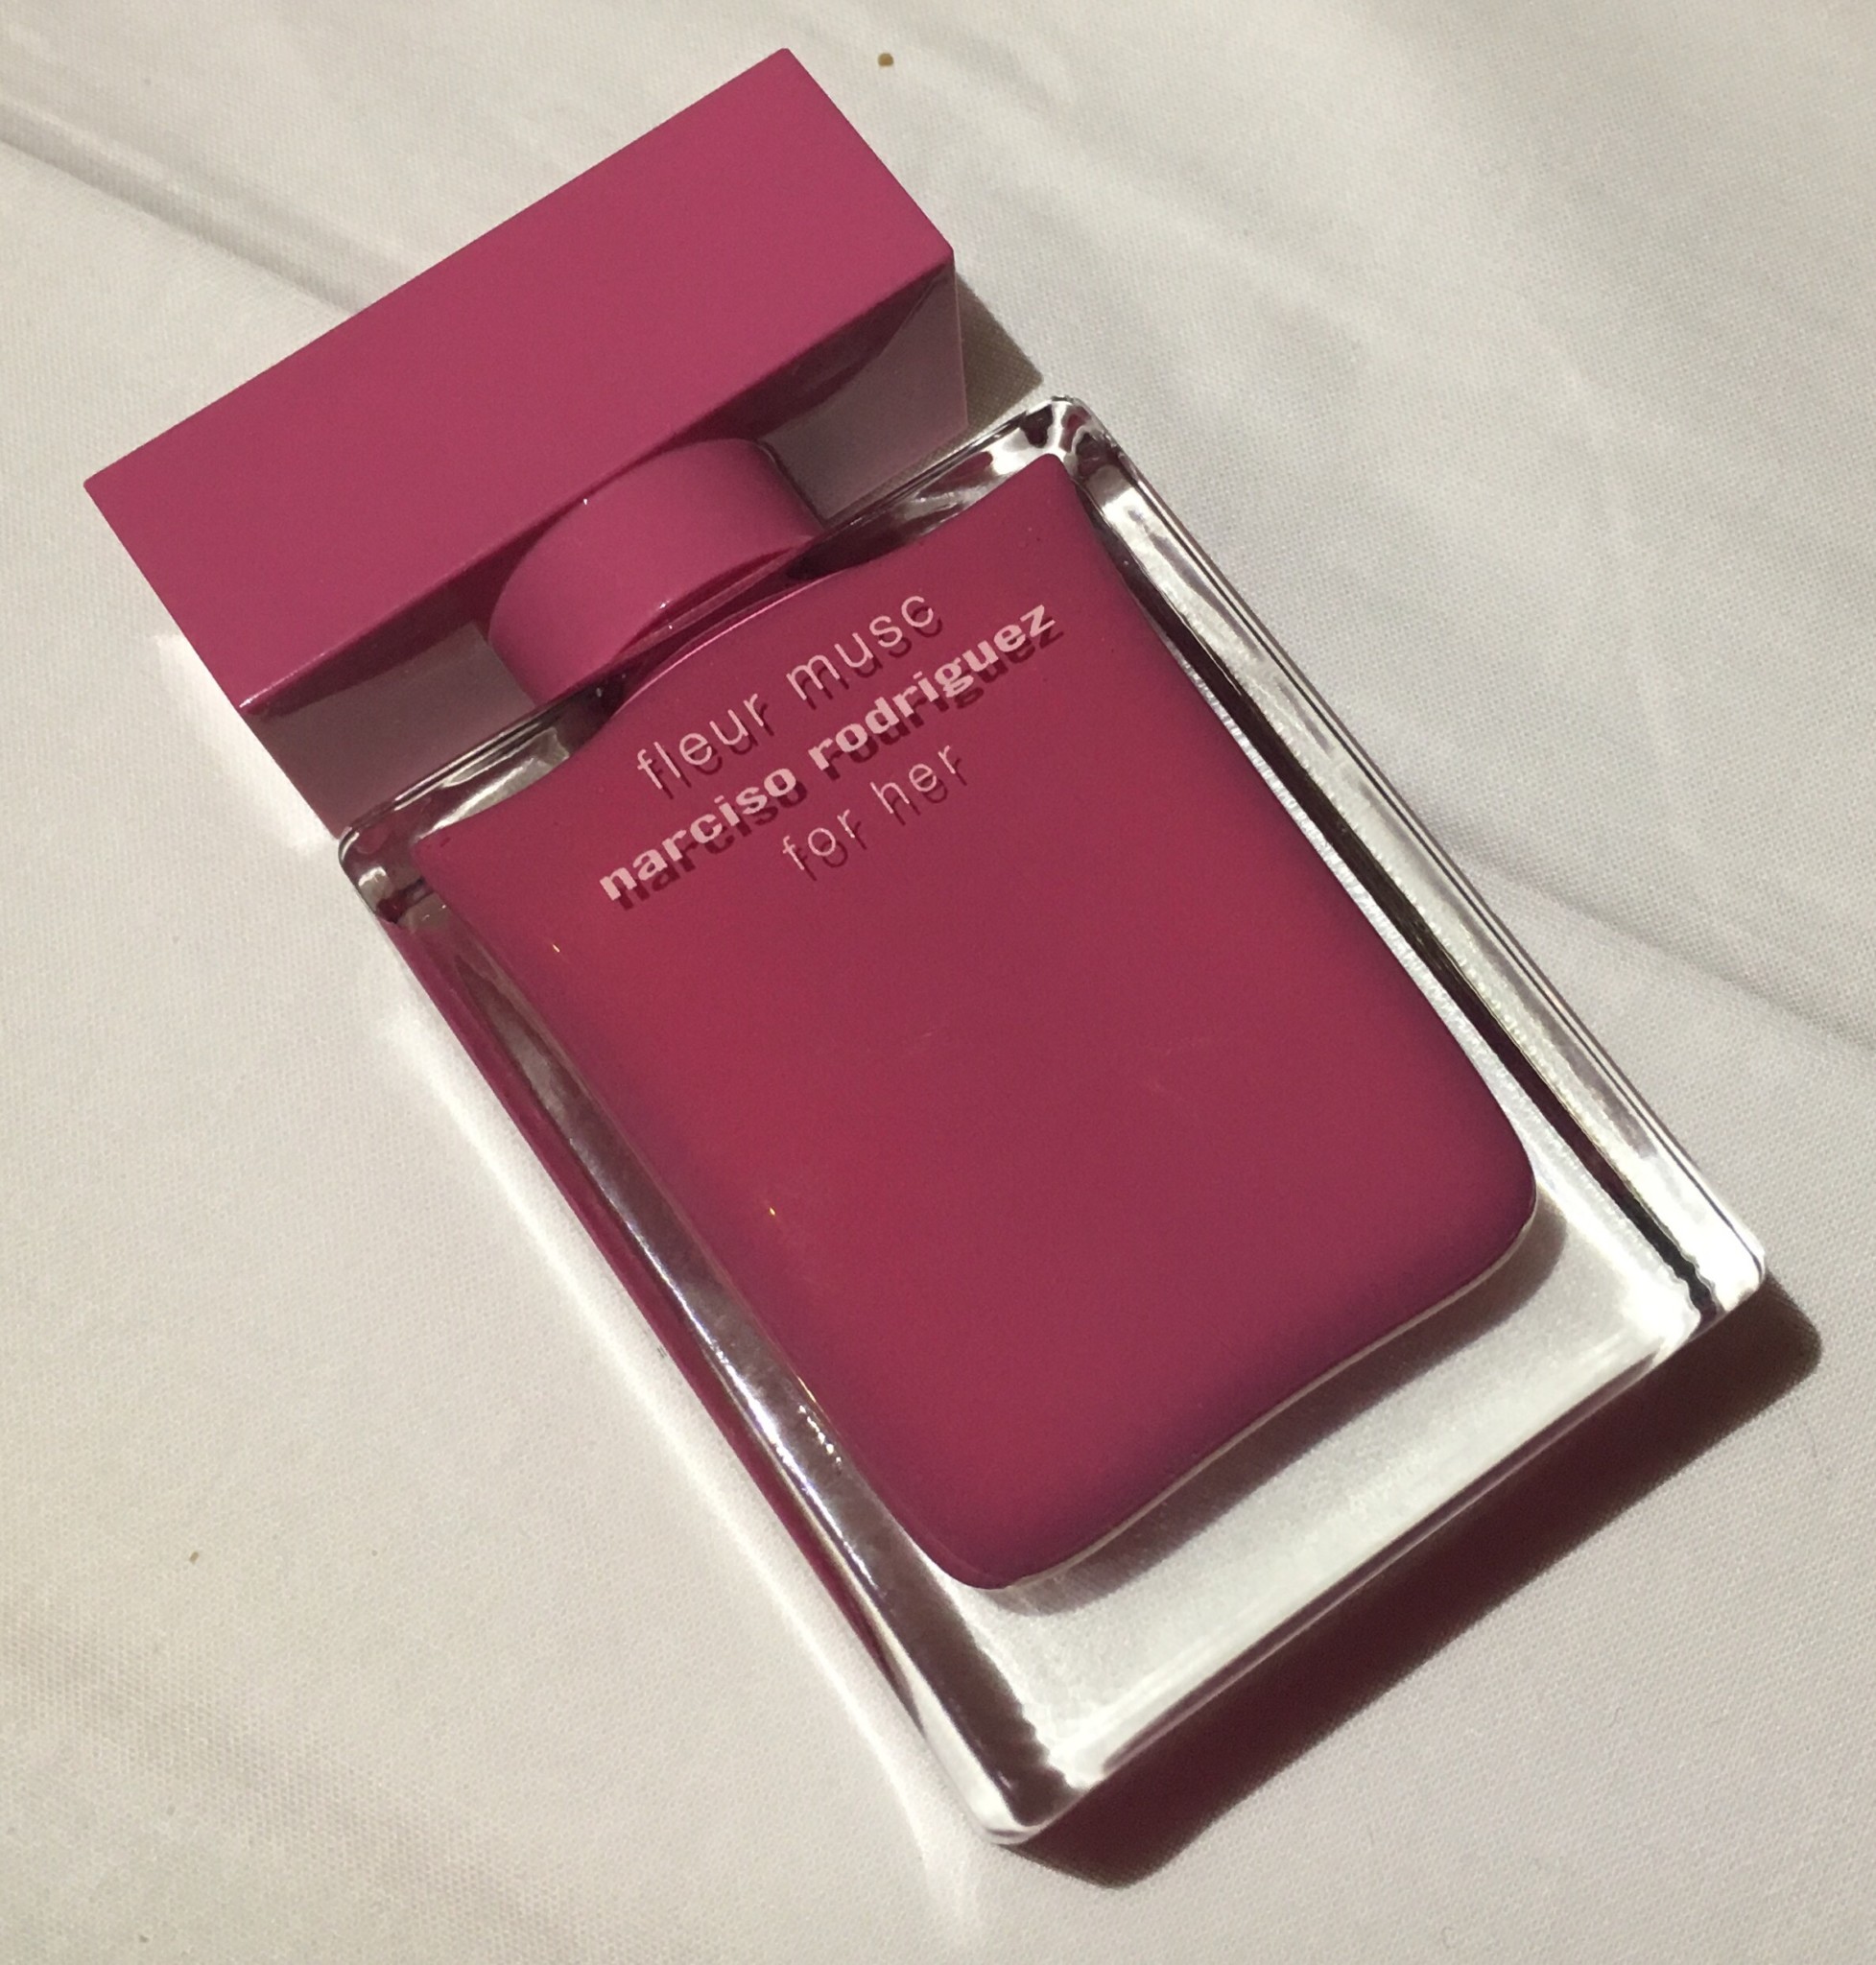 fleur musc
narciso rodriguez
for her